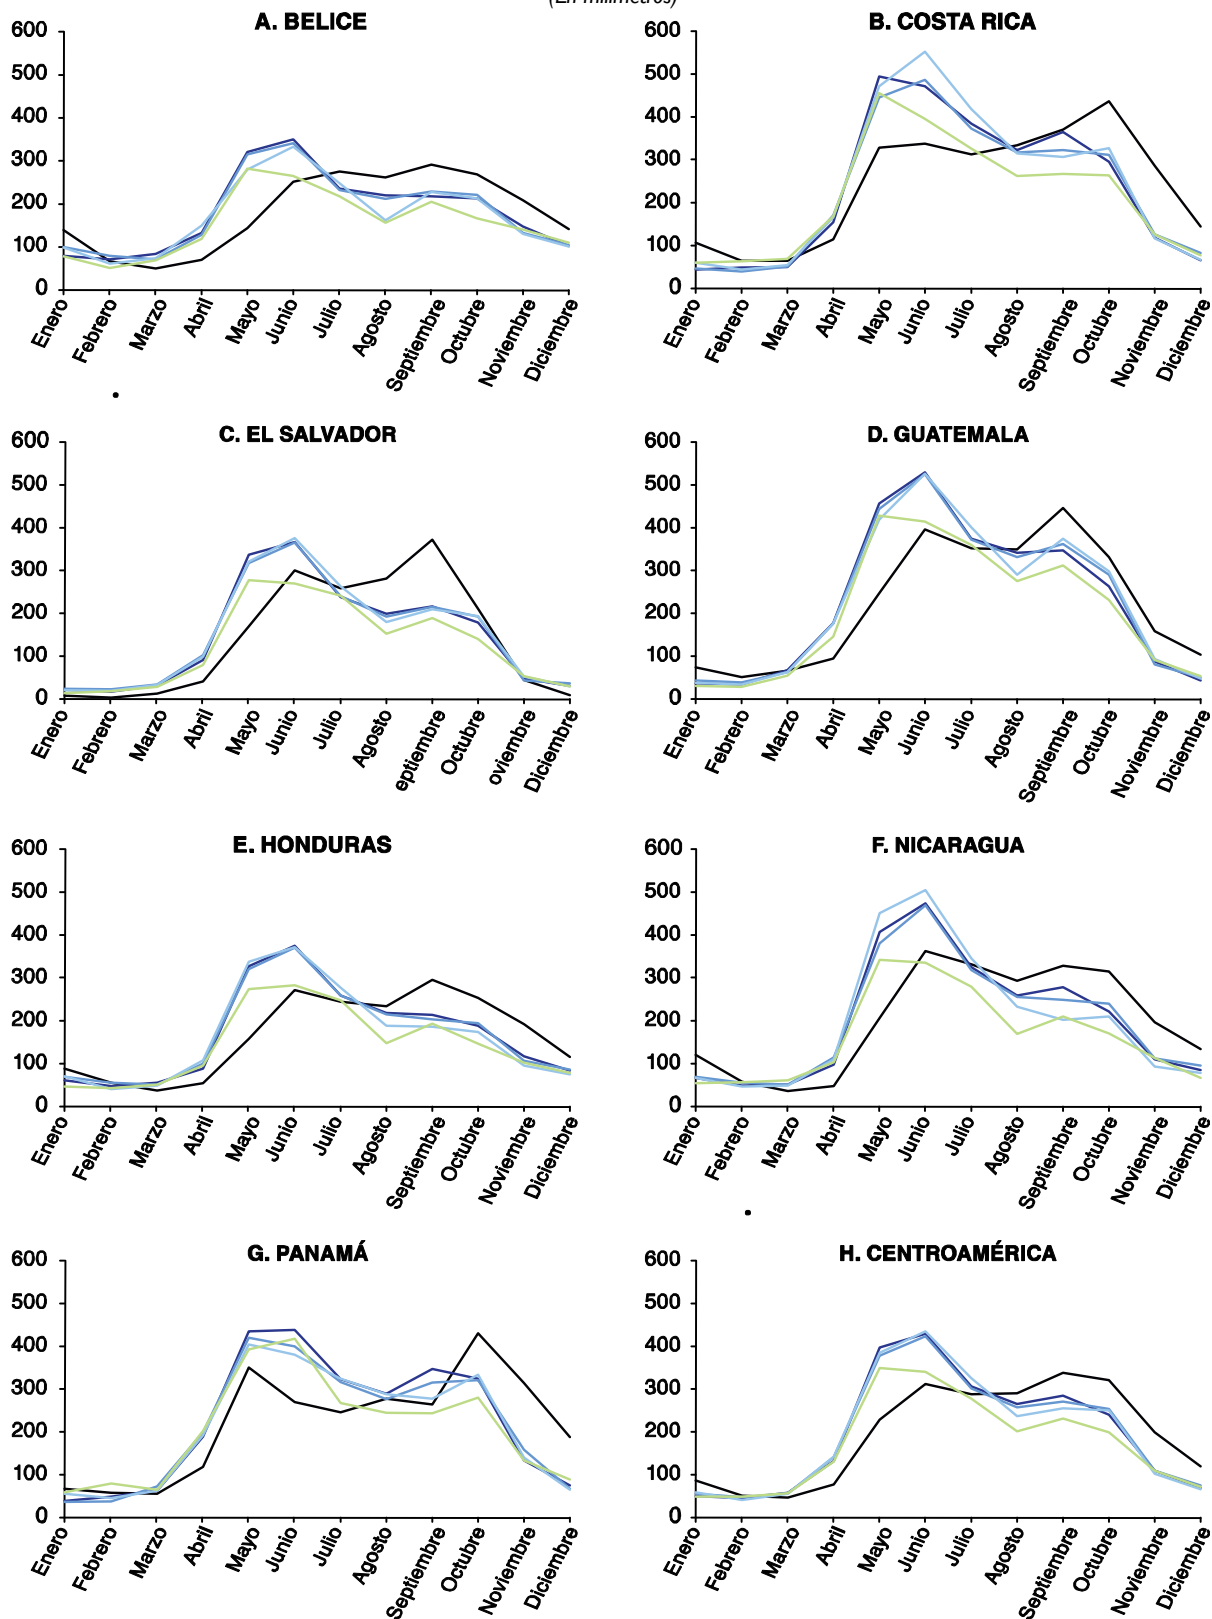 (En milímetros)
A. BELICE
600
500
400
300
200
100
0
Enero
Febrero
Marzo
Abril
Mayo
Junio
Julio
Agosto
Septiembre
Octubre
Noviembre
Diciembre
B. COSTA RICA
600
500
400
300
200
100
0
Enero
Febrero
Marzo
Abril
Mayo
Junio
Julio
Agosto
Septiembre
Octubre
Noviembre
Diciembre
C. EL SALVADOR
600
500
400
300
200
100
0
Enero
Febrero
Marzo
Abril
Mayo
Junio
Julio
Agosto
eptiembre
Octubre
oviembre
Diciembre
D. GUATEMALA
600
500
400
300
200
100
0
Enero
Febrero
Marzo
Abril
Mayo
Junio
Julio
Agosto
Septiembre
Octubre
Noviembre
Diciembre
E. HONDURAS
600
500
400
300
200
100
0
Enero
Febrero
Marzo
Abril
Mayo
Junio
Julio
Agosto
Septiembre
Octubre
Noviembre
Diciembre
F. NICARAGUA
600
500
400
300
200
100
0
Enero
Febrero
Marzo
Abril
Mayo
Junio
Julio
Agosto
Septiembre
Octubre
Noviembre
Diciembre
G. PANAMÁ
600
500
400
300
200
100
0
Enero
Febrero
Marzo
Abril
Mayo
Junio
Julio
Agosto
Septiembre
Octubre
Noviembre
Diciembre
H. CENTROAMÉRICA
600
500
400
300
200
100
0
Enero
Febrero
Marzo
Abril
Mayo
Junio
Julio
Agosto
Septiembre
Octubre
Noviembre
Diciembre